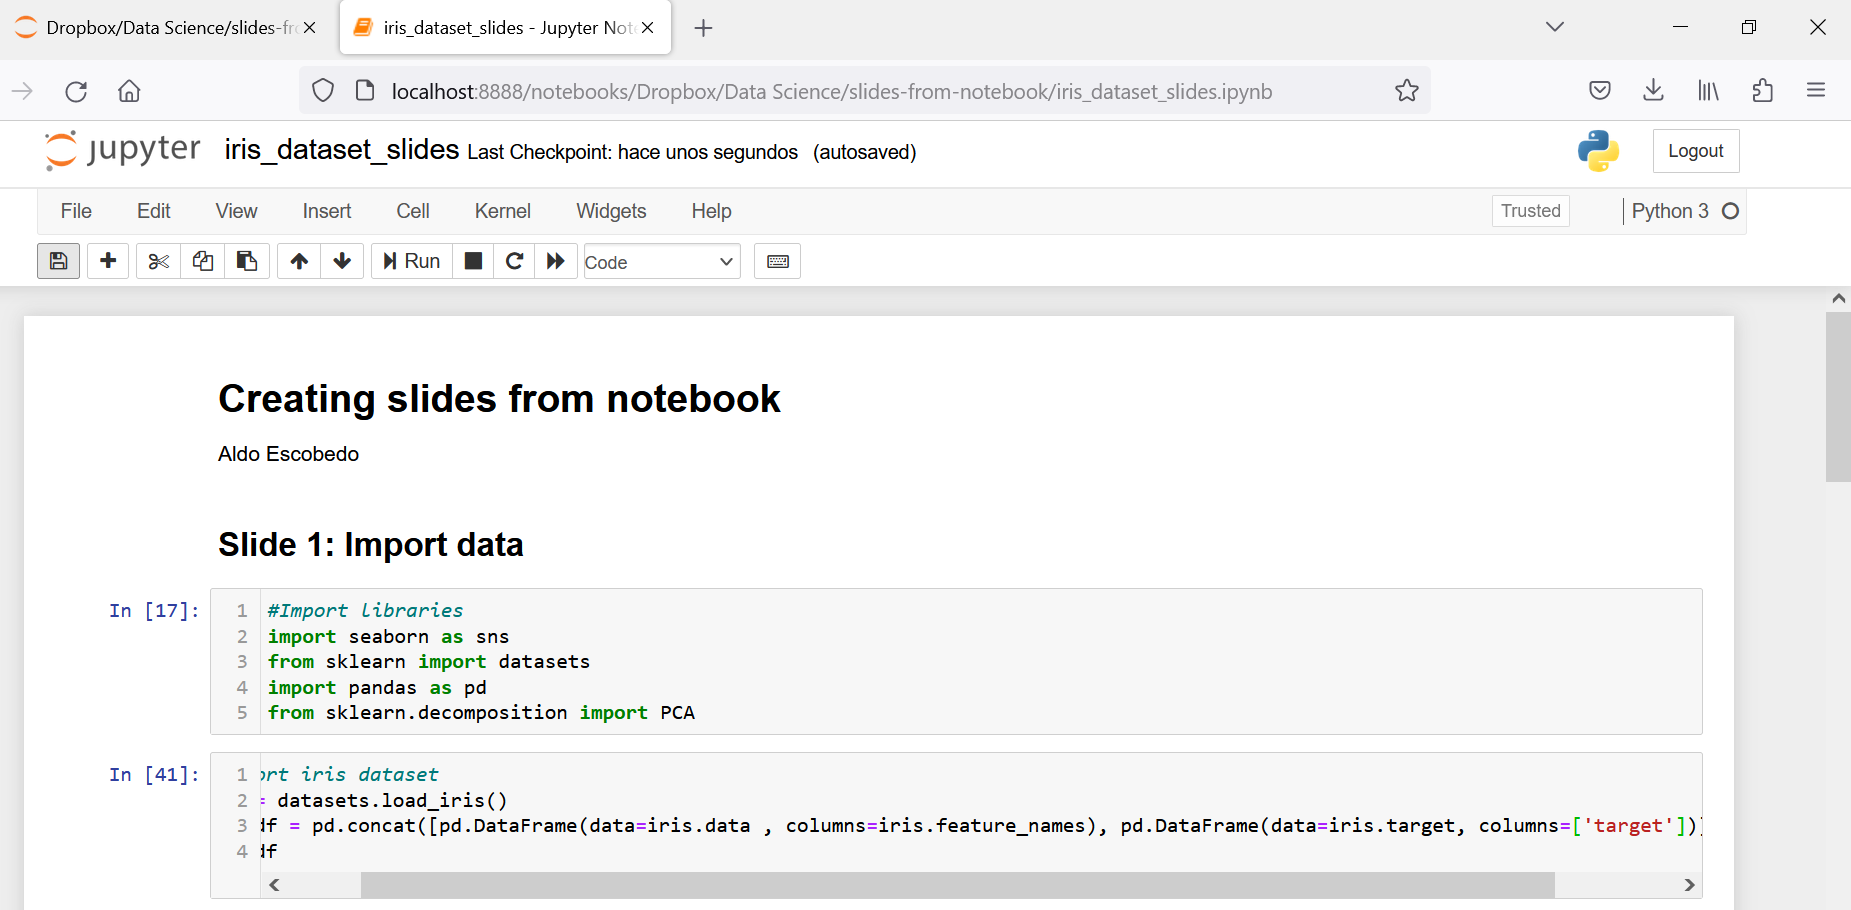 Dropbox/Data Science/slides-fr
iris_dataset_slides - Jupyter Not
localhost:8888/notebooks/Dropbox/Data Science/slides-from-notebook/iris_dataset_slides.ipynb
jupyter iris_dataset_slides Last Checkpoint: hace unos segundos (autosaved)
Logout
File Edit View Insert Cell Kernel Widgets Help
Trusted
Python 3
Run
Code
Creating slides from notebook
Aldo Escobedo
Slide 1: Import data
In [17]:
1 #Import libraries
2 import seaborn as sns
3 from sklearn import datasets
4 import pandas as pd
5 from sklearn.decomposition import PCA
In [41]:
1 ort iris dataset
2 = datasets.load_iris()
3 df = pd.concat([pd.DataFrame(data=iris.data , columns=iris.feature_names), pd.DataFrame(data=iris.target, columns=['target'])]
4 df